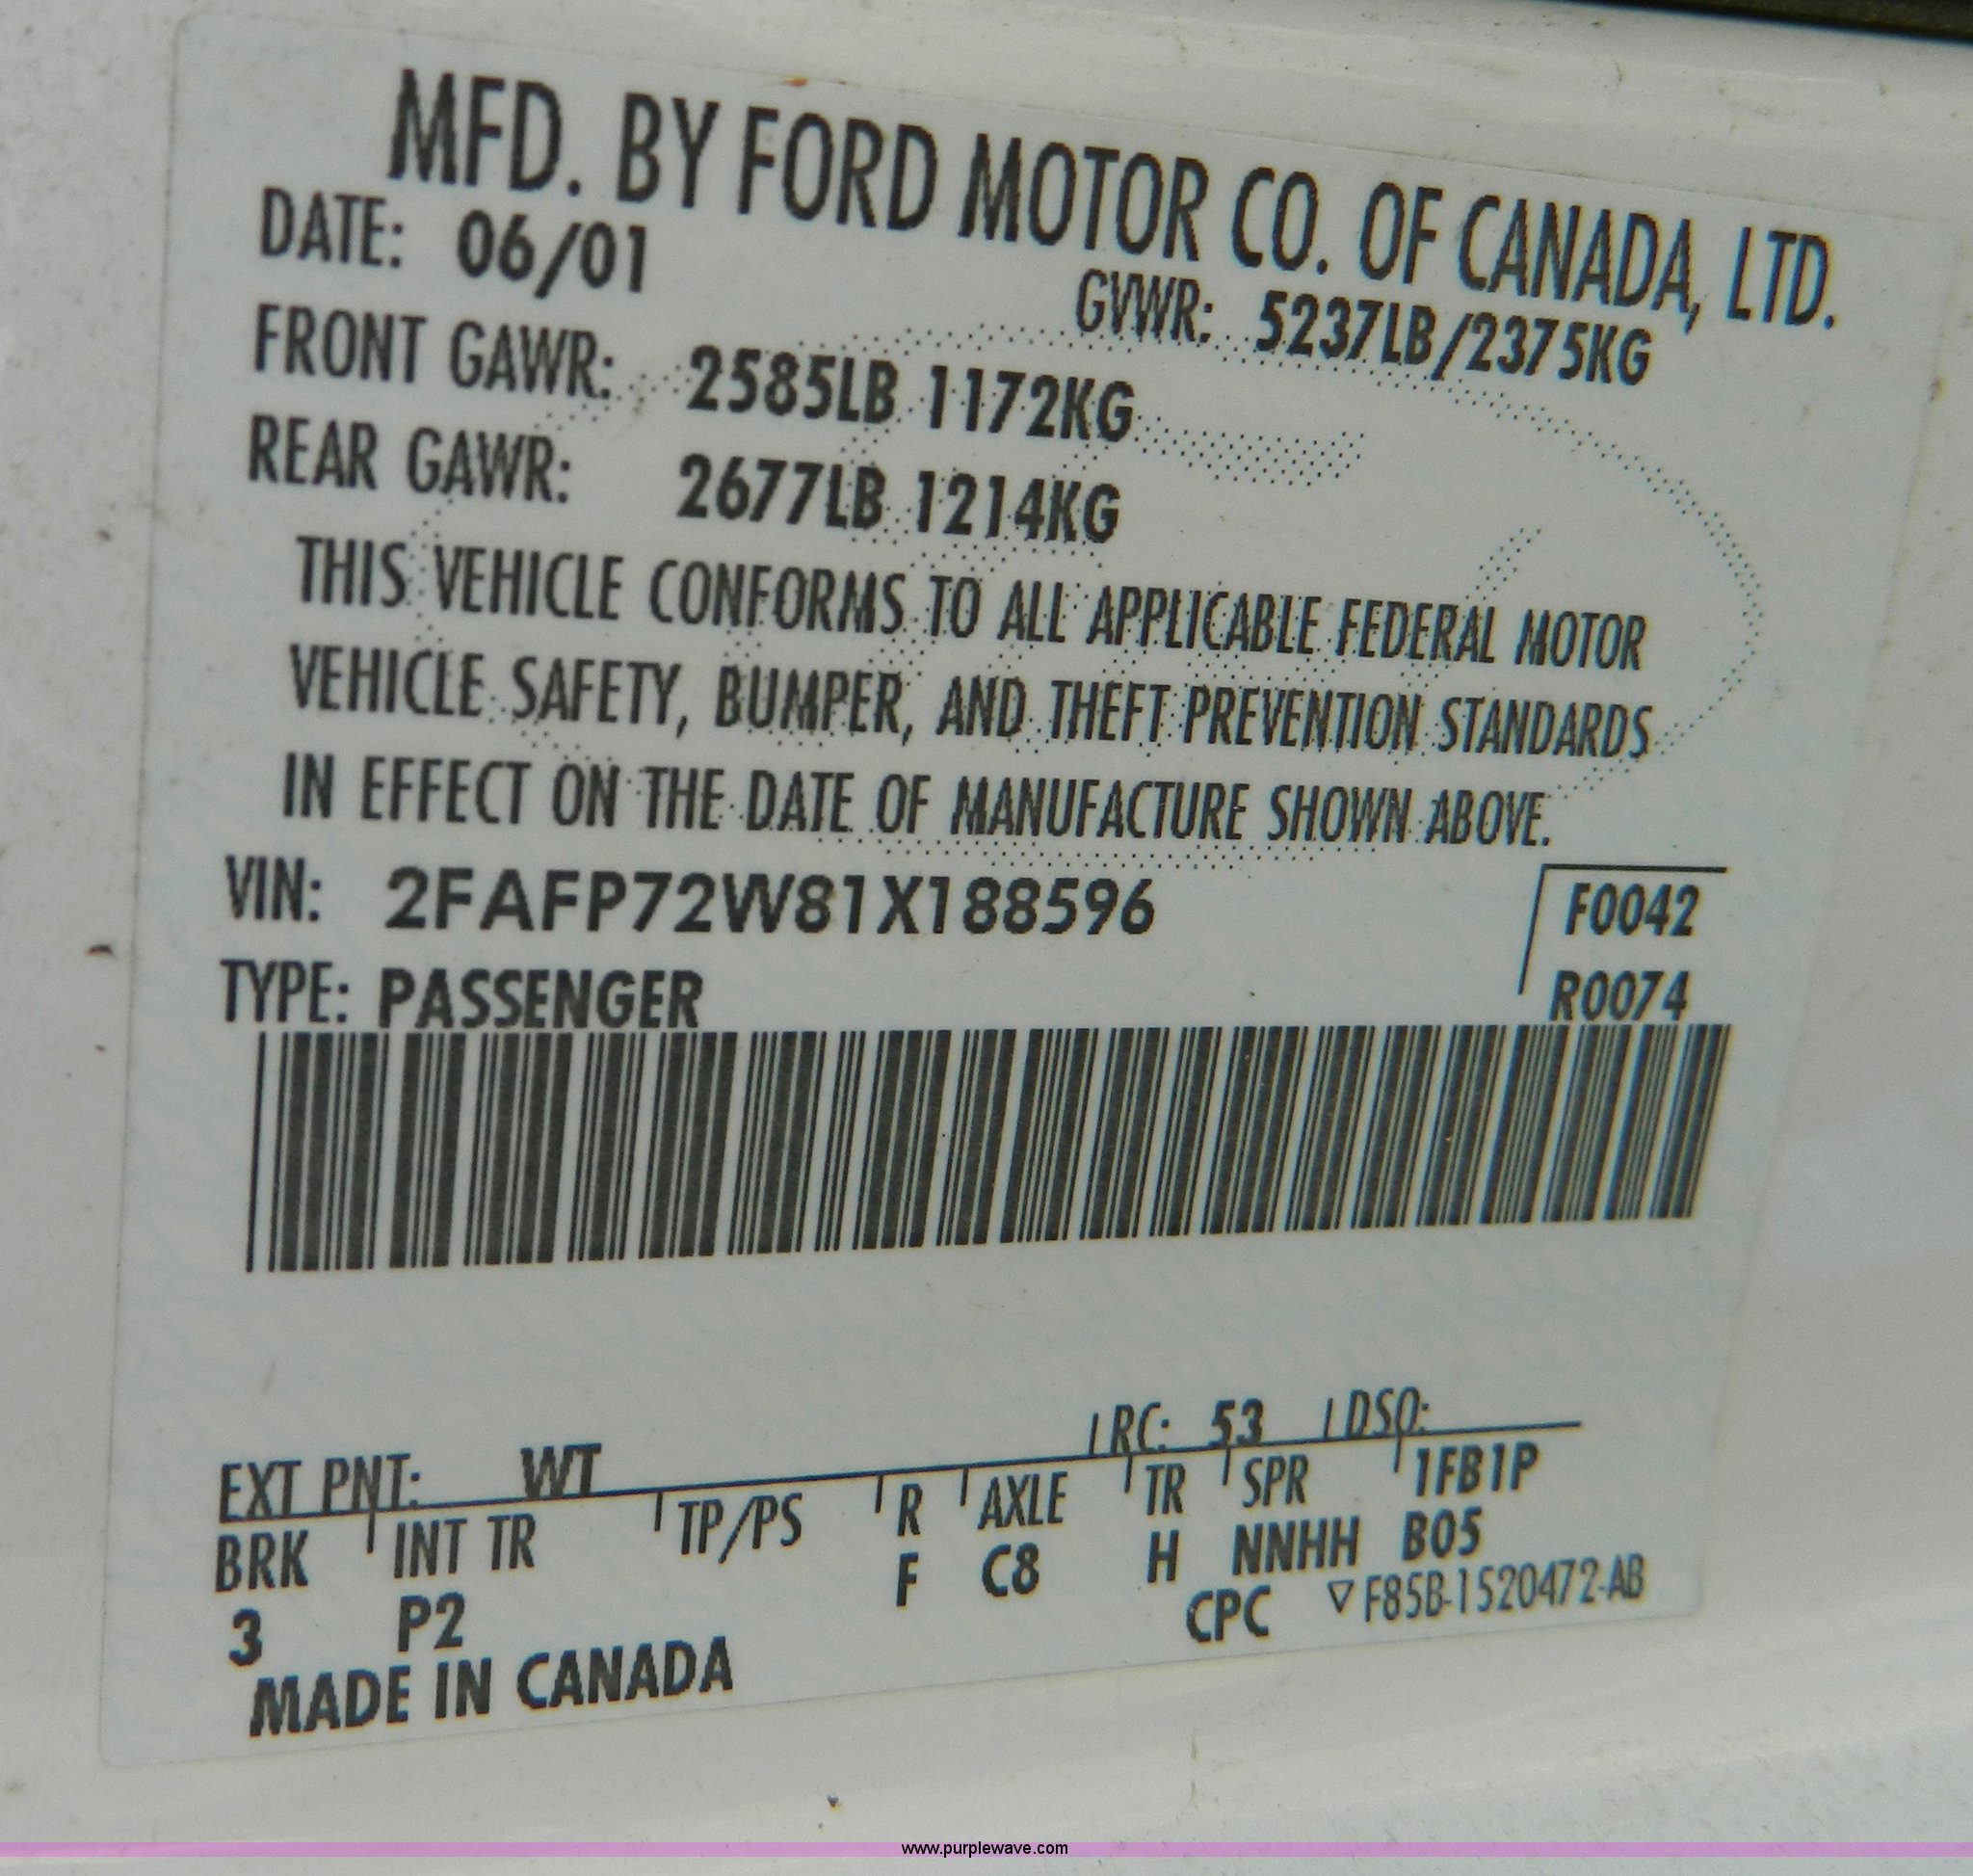 MFD. BY FORD MOTOR CO. OF CANADA, LTD.
DATE: 06/01
GVWR: 5237LB/2375KG
FRONT GAWR: 2585LB 1172KG
REAR GAWR: 2677LB 1214KG
THIS VEHICLE CONFORMS TO ALL APPLICABLE FEDERAL MOTOR
VEHICLE SAFETY, BUMPER, AND THEFT PREVENTION STANDARDS
IN EFFECT ON THE DATE OF MANUFACTURE SHOWN ABOVE.
VIN: 2FAFP72W81X188596
F0042
TYPE: PASSENGER
R0074
EXT PNT: WT RC: 53 DSO:
BRK INT TR TP/PS R AXLE TR SPR 1FB1P
3 P2 F C8 H NNHH B05
MADE IN CANADA
CPC ▽ F85B-1520472-AB
www.purplewave.com